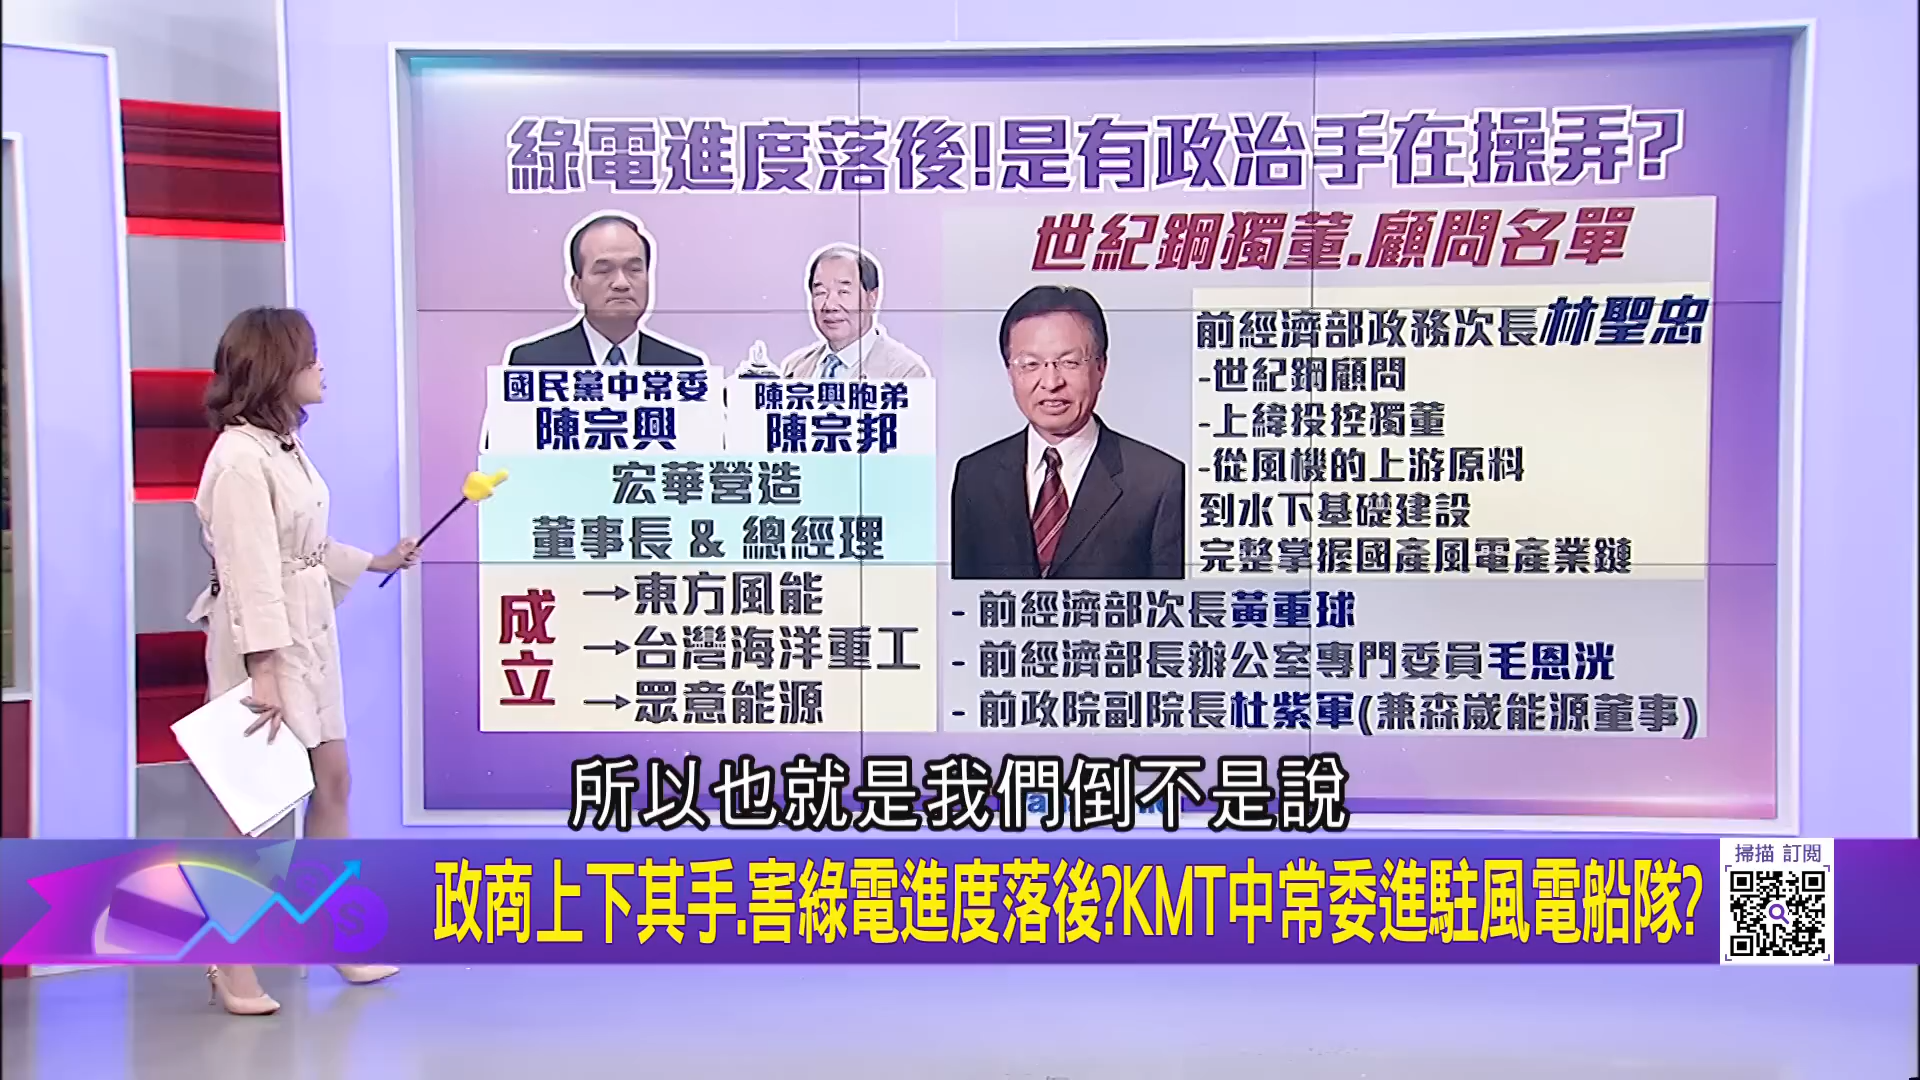 綠電進度落後!是有政治手在操弄?
國民黨中常委
陳宗興
陳宗興胞弟
陳宗邦
宏華營造
董事長 & 總經理
成立
→東方風能
→台灣海洋重工
→眾意能源
世紀鋼獨董.顧問名單
前經濟部政務次長林聖忠
-世紀鋼顧問
-上緯投控獨董
-從風機的上游原料
到水下基礎建設
完整掌握國產風電產業鏈
- 前經濟部次長黃重球
- 前經濟部長辦公室專門委員毛恩洸
- 前政院副院長杜紫軍(兼森崴能源董事)
所以也就是我們倒不是說
政商上下其手.害綠電進度落後?KMT中常委進駐風電船隊?
掃描 訂閱